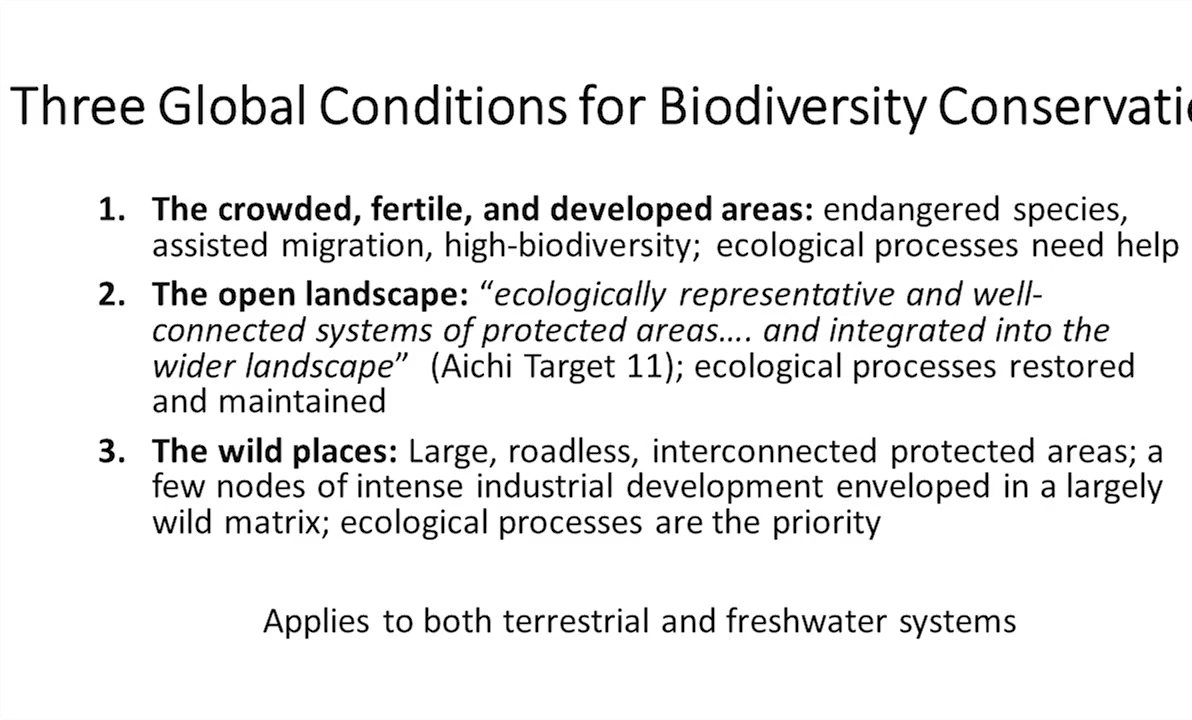 Three Global Conditions for Biodiversity Conservati
1. The crowded, fertile, and developed areas: endangered species,
assisted migration, high-biodiversity; ecological processes need help
2. The open landscape: “ecologically representative and well-
connected systems of protected areas…. and integrated into the
wider landscape” (Aichi Target 11); ecological processes restored
and maintained
3. The wild places: Large, roadless, interconnected protected areas; a
few nodes of intense industrial development enveloped in a largely
wild matrix; ecological processes are the priority
Applies to both terrestrial and freshwater systems